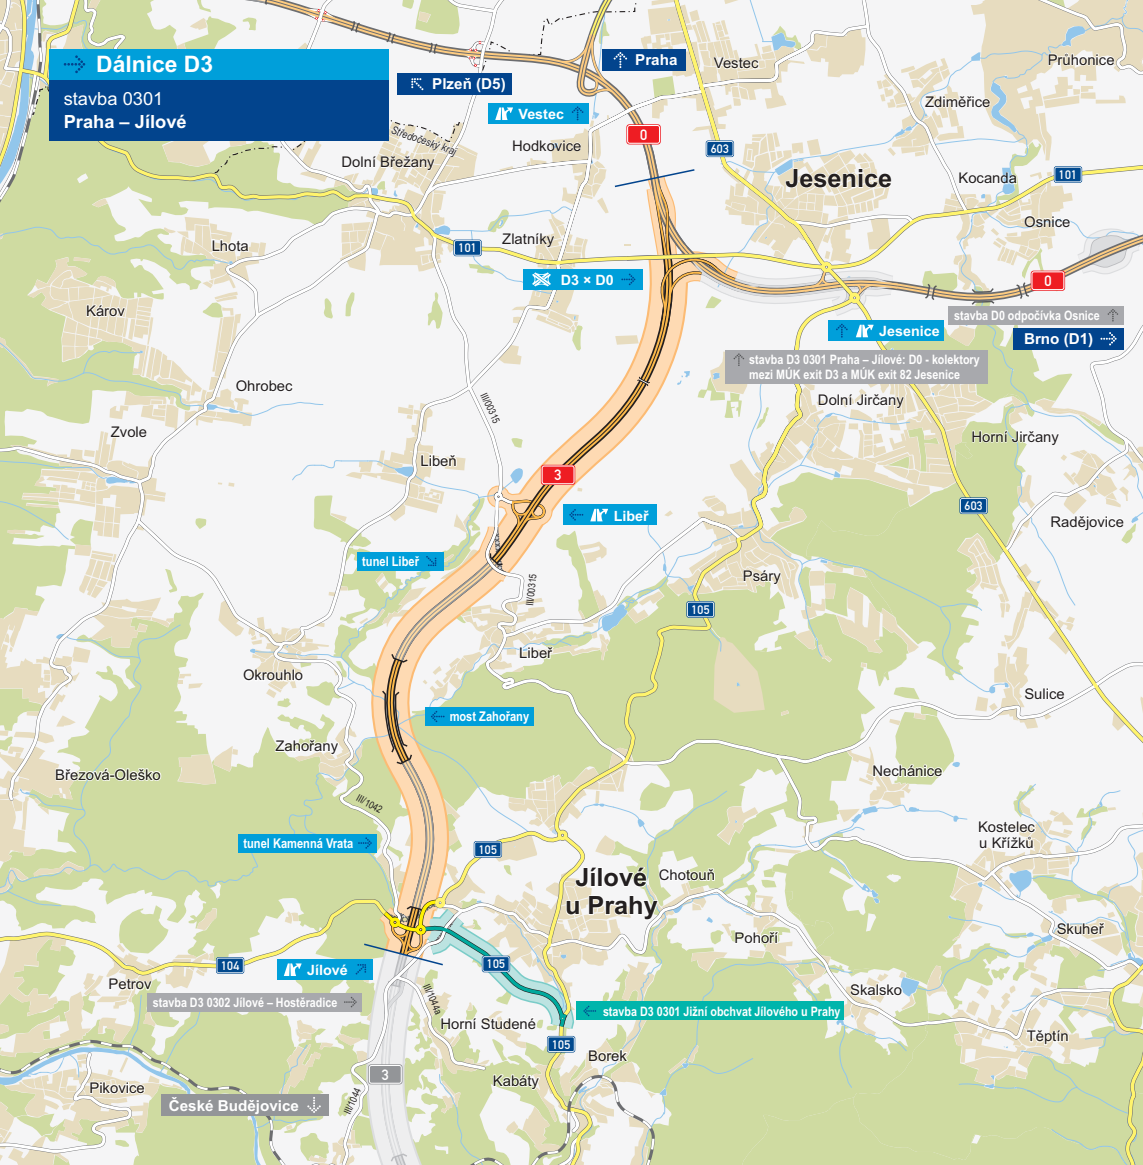 Dálnice D3
stavba 0301
Praha – Jílové
Praha
Plzeň (D5)
Vestec
Průhonice
Vestec
0
Zdiměřice
Středočeský kraj
Hodkovice
603
Dolní Břežany
Jesenice
Kocanda
101
Osnice
Lhota
101
Zlatníky
D3 × D0
0
Károv
stavba D0 odpočívka Osnice
Jesenice
Brno (D1)
stavba D3 0301 Praha – Jílové: D0 - kolektory
mezi MÚK exit D3 a MÚK exit 82 Jesenice
Ohrobec
III/00315
Dolní Jirčany
Zvole
Horní Jirčany
Libeň
3
603
Libeř
Radějovice
tunel Libeř
III/00315
Psáry
105
Libeř
Okrouhlo
Sulice
most Zahořany
Zahořany
Březová-Oleško
Nechánice
III/1042
Kostelec
u Křížků
tunel Kamenná Vrata
105
Jílové
u Prahy
Chotouň
Skuheř
Pohoří
104
105
Jílové
Petrov
Skalsko
stavba D3 0302 Jílové – Hostěradice
III/1044a
stavba D3 0301 Jižní obchvat Jílového u Prahy
Horní Studené
Těptín
105
Borek
3
Kabáty
Pikovice
České Budějovice
III/1044